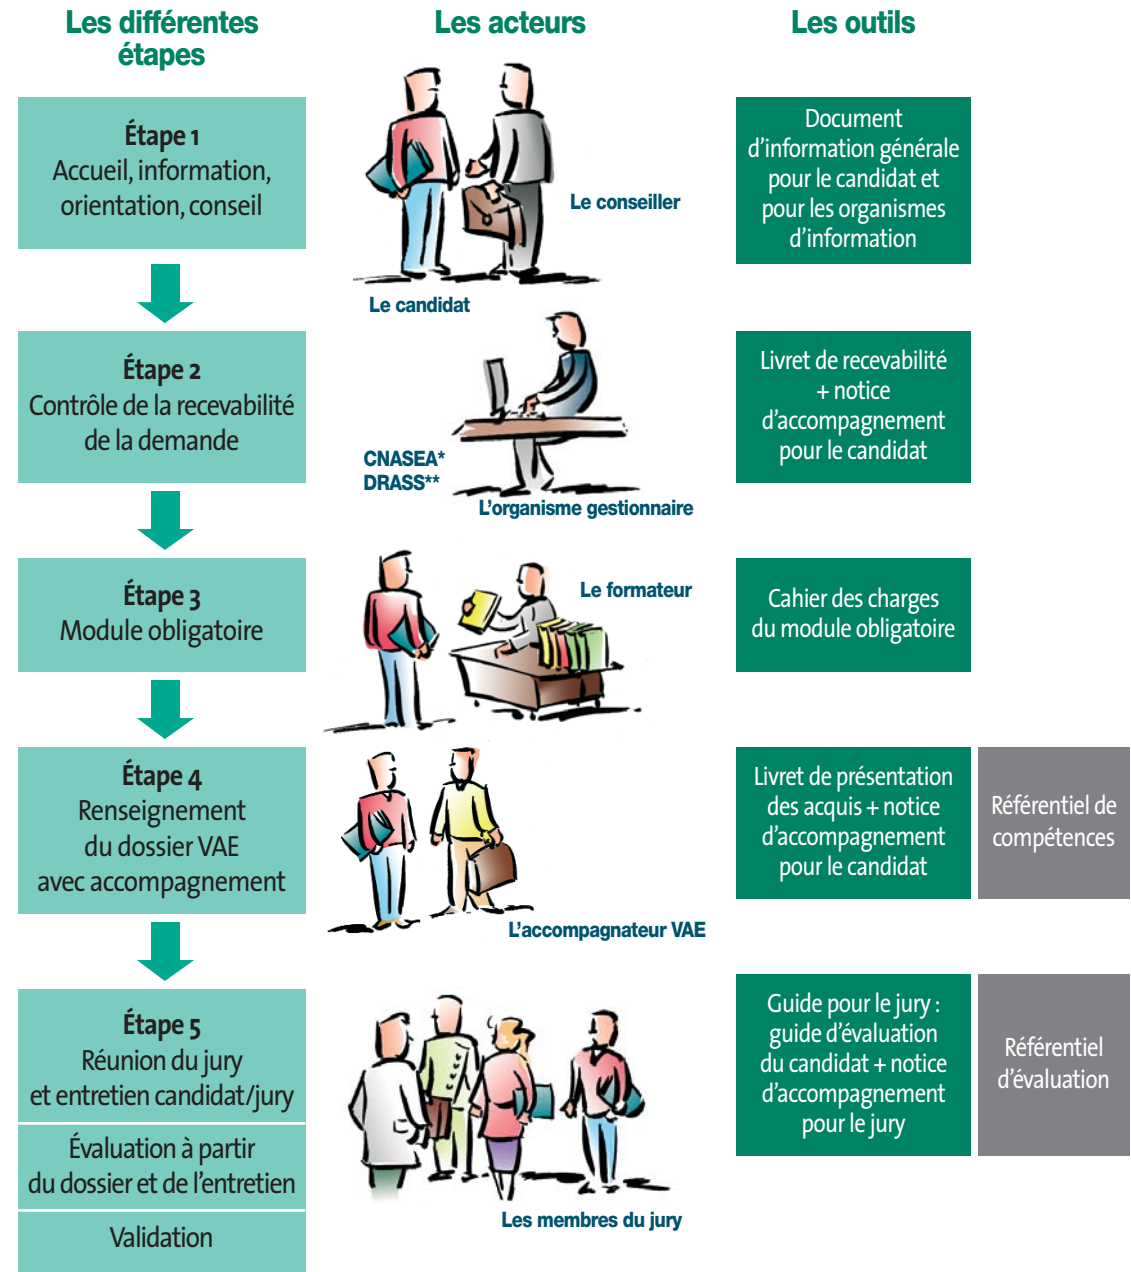 Les différentes
étapes
Les acteurs
Les outils
Étape 1
Accueil, information,
orientation, conseil
Le conseiller
Le candidat
Document
d'information générale
pour le candidat et
pour les organismes
d'information
Étape 2
Contrôle de la recevabilité
de la demande
CNASEA*
DRASS**
L'organisme gestionnaire
Livret de recevabilité
+ notice
d'accompagnement
pour le candidat
Étape 3
Module obligatoire
Le formateur
Cahier des charges
du module obligatoire
Étape 4
Renseignement
du dossier VAE
avec accompagnement
L'accompagnateur VAE
Livret de présentation
des acquis + notice
d'accompagnement
pour le candidat
Référentiel de
compétences
Étape 5
Réunion du jury
et entretien candidat/jury
Évaluation à partir
du dossier et de l'entretien
Validation
Les membres du jury
Guide pour le jury :
guide d'évaluation
du candidat + notice
d'accompagnement
pour le jury
Référentiel
d'évaluation